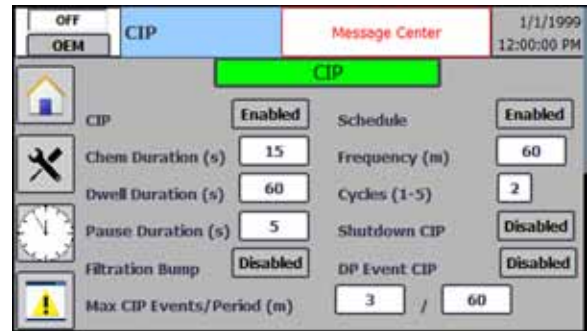 OFF
OEM
CIP
Message Center
1/1/1999
12:00:00 PM
CIP
CIP Enabled Schedule Enabled
Chem Duration (s) 15 Frequency (m) 60
Dwell Duration (s) 60 Cycles (1-5) 2
Pause Duration (s) 5 Shutdown CIP Disabled
Filtration Bump Disabled DP Event CIP Disabled
Max CIP Events/Period (m) 3 / 60